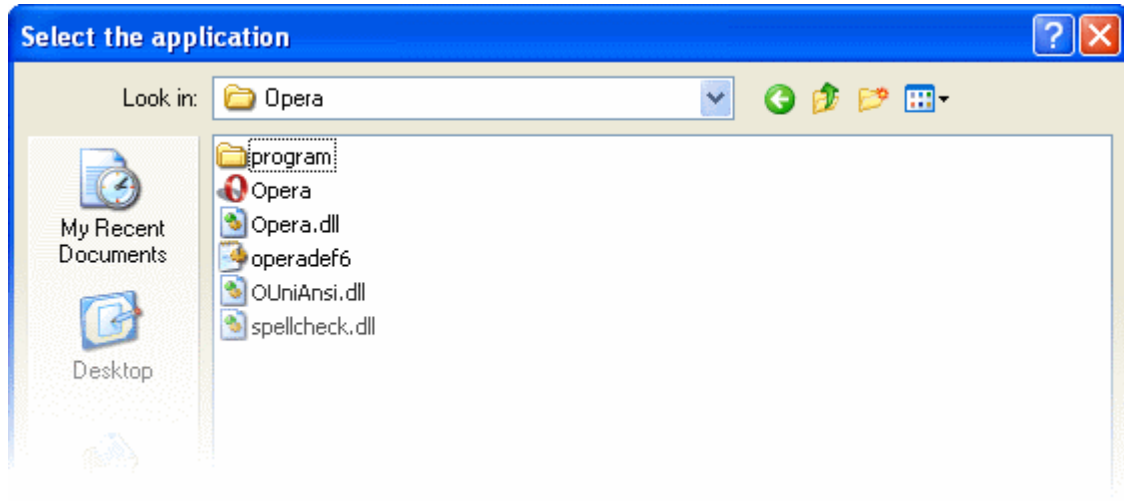 Select the application
Look in:
Opera
program
Opera
Opera.dll
operadef6
OUniAnsi.dll
spellcheck.dll
My Recent
Documents
Desktop